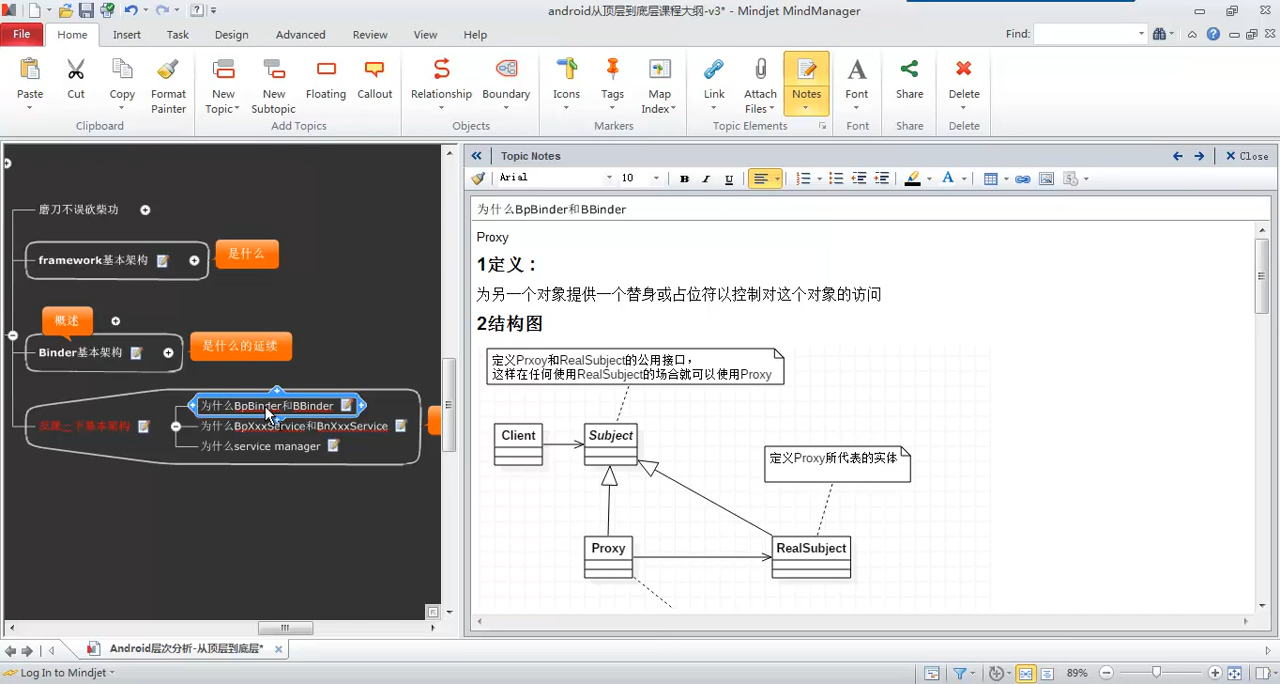 android从顶层到底层课程大纲-v3* - Mindjet MindManager
File Home Insert Task Design Advanced Review View Help Find:
Paste Cut Copy Format Painter New Topic New Subtopic Floating Callout Relationship Boundary Icons Tags Map Index Link Attach Files Notes Font Share Delete
Clipboard Add Topics Objects Markers Topic Elements Font Share Delete
Topic Notes Close
Arial 10 B I U A
为什么BpBinder和BBinder
Proxy
1定义：
为另一个对象提供一个替身或占位符以控制对这个对象的访问
2结构图
定义Prxoy和RealSubject的公用接口，
这样在任何使用RealSubject的场合就可以使用Proxy
Client
Subject
定义Proxy所代表的实体
Proxy
RealSubject
磨刀不误砍柴功
framework基本架构
是什么
概述
Binder基本架构
是什么的延续
反课一下基本架构
为什么BpBinder和BBinder
为什么BpXxxService和BnXxxService
为什么service manager
Android层次分析-从顶层到底层*
Log In to Mindjet 89%